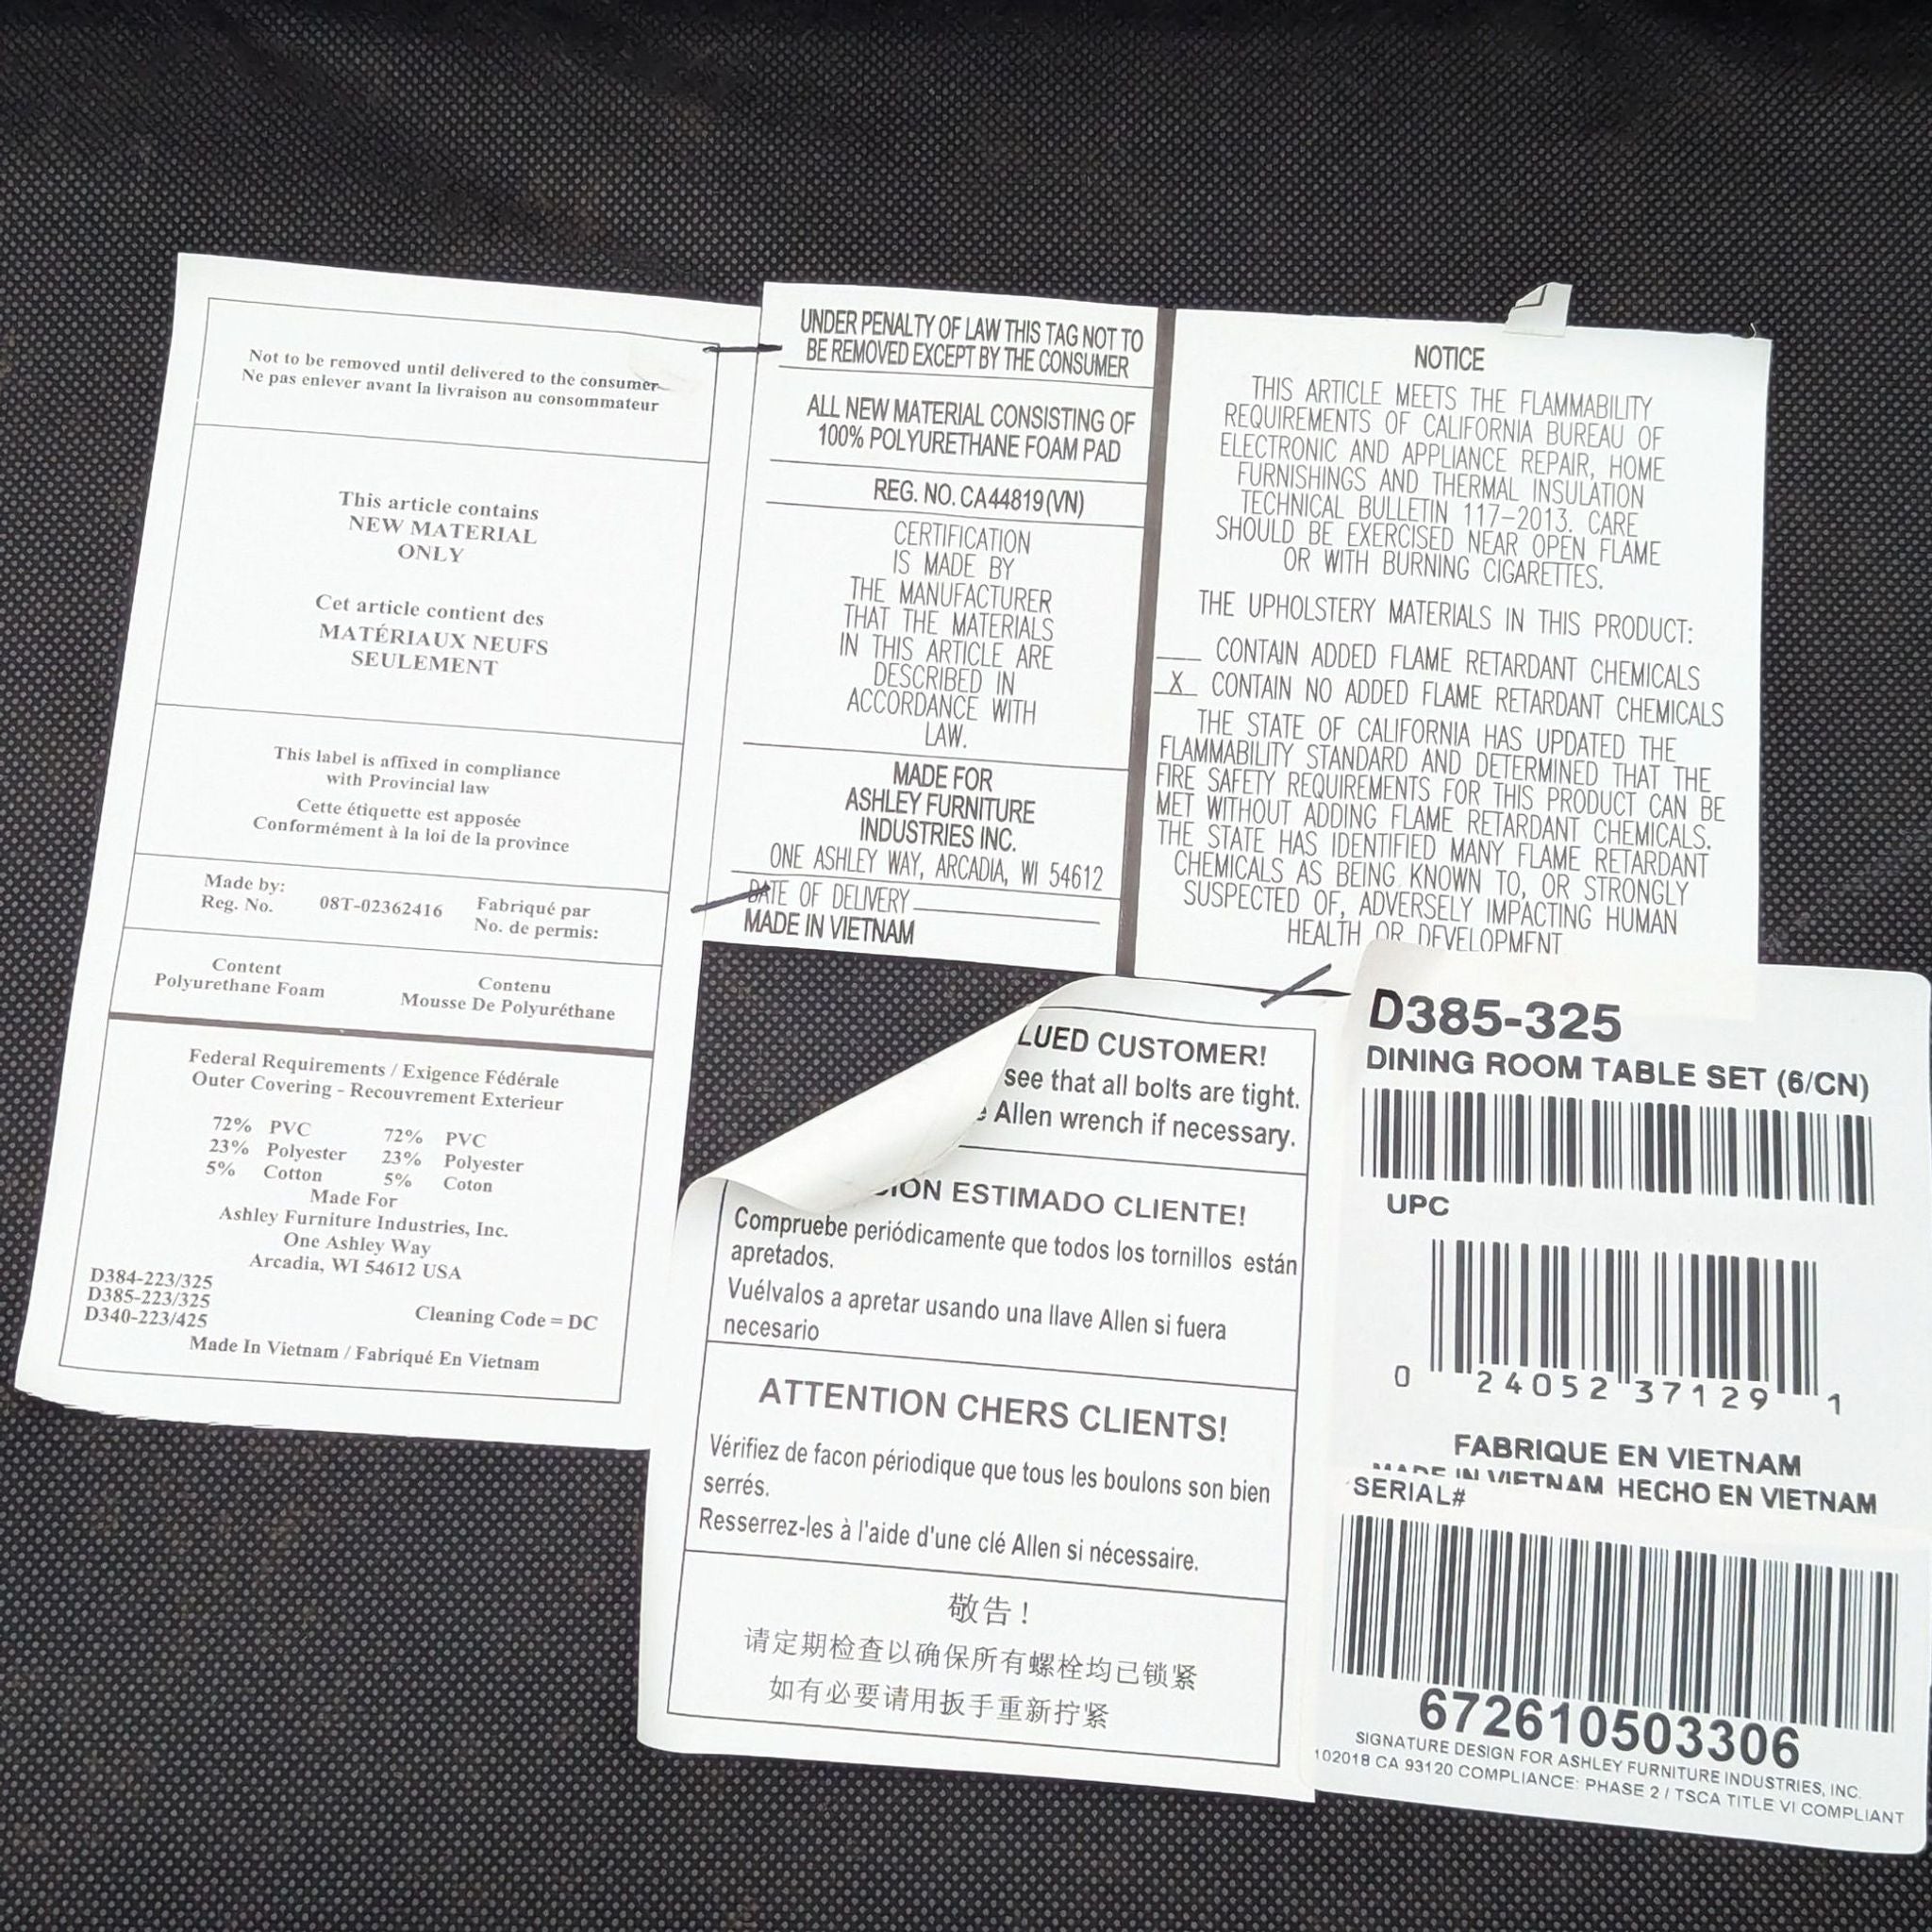 Not to be removed until delivered to the consumer
Ne pas enlever avant la livraison au consommateur
This article contains
NEW MATERIAL
ONLY
Cet article contient des
MATÉRIAUX NEUFS
SEULEMENT
This label is affixed in compliance
with Provincial law
Cette étiquette est apposée
Conformément à la loi de la province
Made by:
Reg. No.
08T-02362416
Fabriqué par
No. de permis:
Content
Polyurethane Foam
Contenu
Mousse De Polyuréthane
Federal Requirements / Exigence Fédérale
Outer Covering - Recouvrement Exterieur
72% PVC 72% PVC
23% Polyester 23% Polyester
5% Cotton 5% Coton
Made For
Ashley Furniture Industries, Inc.
One Ashley Way
Arcadia, WI 54612 USA
D384-223/325
D385-223/325
D340-223/425
Cleaning Code = DC
Made In Vietnam / Fabriqué En Vietnam
UNDER PENALTY OF LAW THIS TAG NOT TO
BE REMOVED EXCEPT BY THE CONSUMER
ALL NEW MATERIAL CONSISTING OF
100% POLYURETHANE FOAM PAD
REG. NO. CA44819(VN)
CERTIFICATION
IS MADE BY
THE MANUFACTURER
THAT THE MATERIALS
IN THIS ARTICLE ARE
DESCRIBED IN
ACCORDANCE WITH
LAW.
MADE FOR
ASHLEY FURNITURE
INDUSTRIES INC.
ONE ASHLEY WAY, ARCADIA, WI 54612
DATE OF DELIVERY
MADE IN VIETNAM
NOTICE
THIS ARTICLE MEETS THE FLAMMABILITY
REQUIREMENTS OF CALIFORNIA BUREAU OF
ELECTRONIC AND APPLIANCE REPAIR, HOME
FURNISHINGS AND THERMAL INSULATION
TECHNICAL BULLETIN 117-2013. CARE
SHOULD BE EXERCISED NEAR OPEN FLAME
OR WITH BURNING CIGARETTES.
THE UPHOLSTERY MATERIALS IN THIS PRODUCT:
___ CONTAIN ADDED FLAME RETARDANT CHEMICALS
_X_ CONTAIN NO ADDED FLAME RETARDANT CHEMICALS
THE STATE OF CALIFORNIA HAS UPDATED THE
FLAMMABILITY STANDARD AND DETERMINED THAT THE
FIRE SAFETY REQUIREMENTS FOR THIS PRODUCT CAN BE
MET WITHOUT ADDING FLAME RETARDANT CHEMICALS.
THE STATE HAS IDENTIFIED MANY FLAME RETARDANT
CHEMICALS AS BEING KNOWN TO, OR STRONGLY
SUSPECTED OF, ADVERSELY IMPACTING HUMAN
HEALTH OR DEVELOPMENT
LUED CUSTOMER!
see that all bolts are tight.
Allen wrench if necessary.
ION ESTIMADO CLIENTE!
Compruebe periódicamente que todos los tornillos están
apretados.
Vuélvalos a apretar usando una llave Allen si fuera
necesario
ATTENTION CHERS CLIENTS!
Vérifiez de facon périodique que tous les boulons son bien
serrés.
Resserrez-les à l'aide d'une clé Allen si nécessaire.
敬告!
请定期检查以确保所有螺栓均已锁紧
如有必要请用扳手重新拧紧
D385-325
DINING ROOM TABLE SET (6/CN)
UPC
0 24052 37129 1
FABRIQUE EN VIETNAM
MADE IN VIETNAM HECHO EN VIETNAM
SERIAL#
672610503306
SIGNATURE DESIGN FOR ASHLEY FURNITURE INDUSTRIES, INC.
102018 CA 93120 COMPLIANCE: PHASE 2 / TSCA TITLE VI COMPLIANT